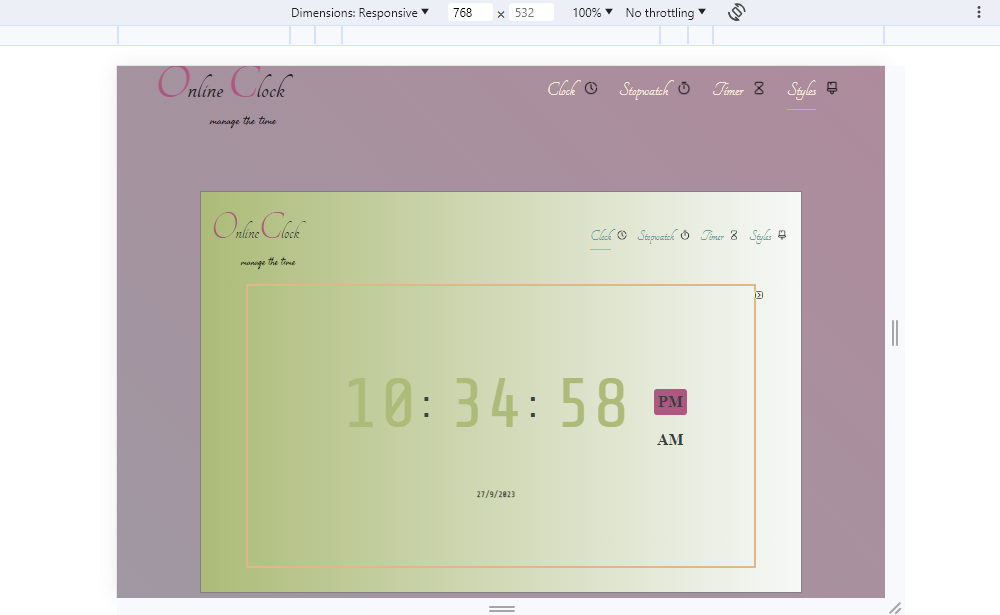 Dimensions: Responsive 768 × 532 100% No throttling
Online Clock
manage the time
Clock Stopwatch Timer Styles
Online Clock
manage the time
Clock Stopwatch Timer Styles
10: 34: 58
PM
AM
27/9/2023